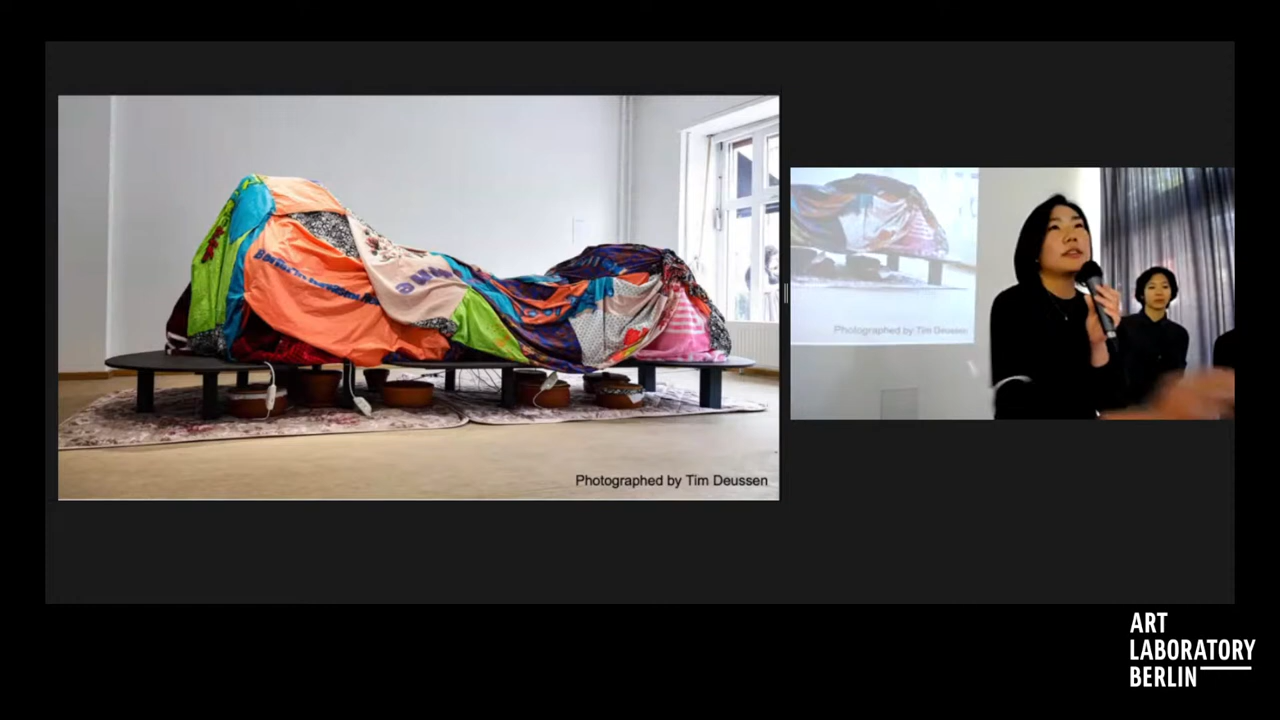 Photographed by Tim Deussen
Photographed by Tim Deussen
ART
LABORATORY
BERLIN